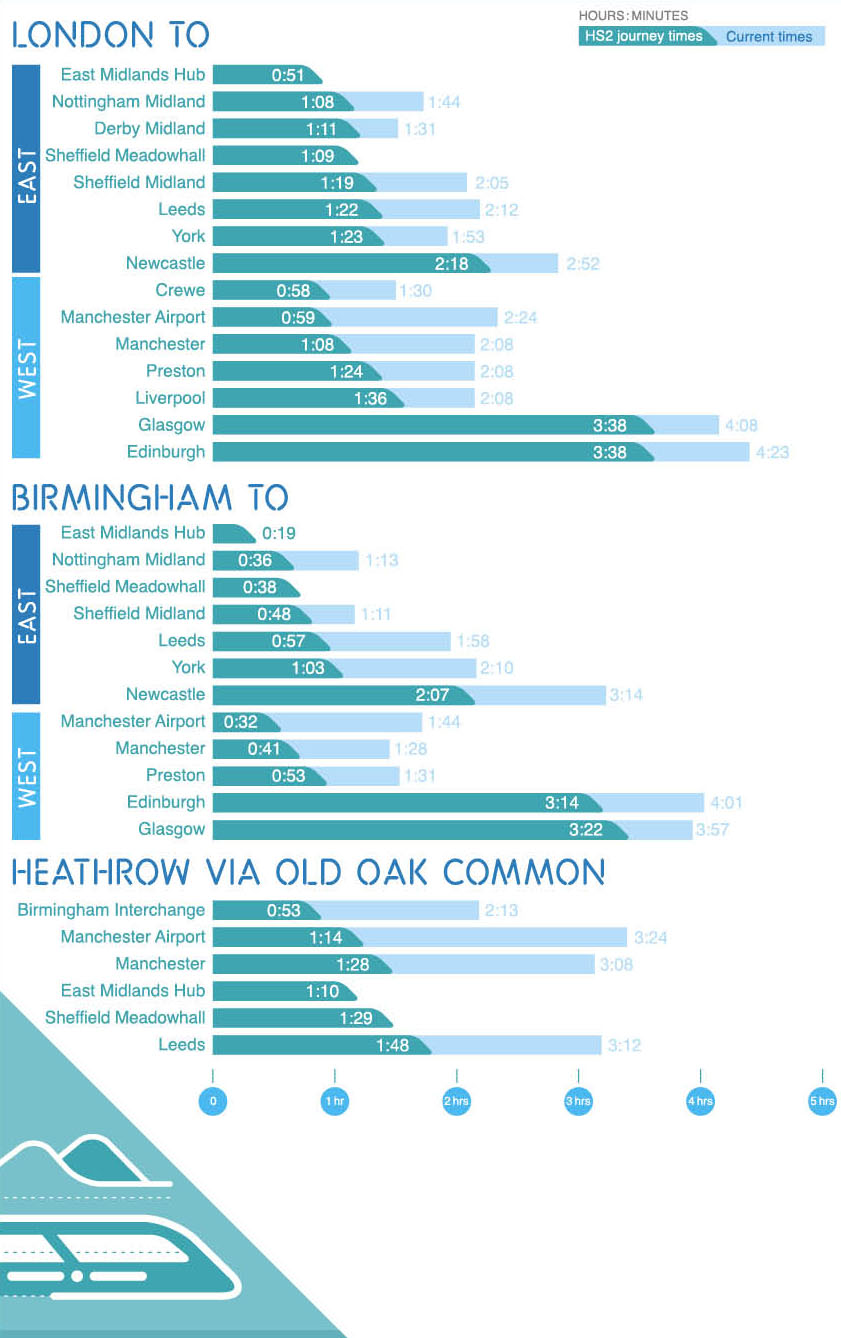 HOURS:MINUTES
LONDON TO
HS2 journey times Current times
EAST
East Midlands Hub 0:51
Nottingham Midland 1:08 1:44
Derby Midland 1:11 1:31
Sheffield Meadowhall 1:09
Sheffield Midland 1:19 2:05
Leeds 1:22 2:12
York 1:23 1:53
Newcastle 2:18 2:52
WEST
Crewe 0:58 1:30
Manchester Airport 0:59 2:24
Manchester 1:08 2:08
Preston 1:24 2:08
Liverpool 1:36 2:08
Glasgow 3:38 4:08
Edinburgh 3:38 4:23
BIRMINGHAM TO
EAST
East Midlands Hub 0:19
Nottingham Midland 0:36 1:13
Sheffield Meadowhall 0:38
Sheffield Midland 0:48 1:11
Leeds 0:57 1:58
York 1:03 2:10
Newcastle 2:07 3:14
WEST
Manchester Airport 0:32 1:44
Manchester 0:41 1:28
Preston 0:53 1:31
Edinburgh 3:14 4:01
Glasgow 3:22 3:57
HEATHROW VIA OLD OAK COMMON
Birmingham Interchange 0:53 2:13
Manchester Airport 1:14 3:24
Manchester 1:28 3:08
East Midlands Hub 1:10
Sheffield Meadowhall 1:29
Leeds 1:48 3:12
0 1 hr 2 hrs 3 hrs 4 hrs 5 hrs